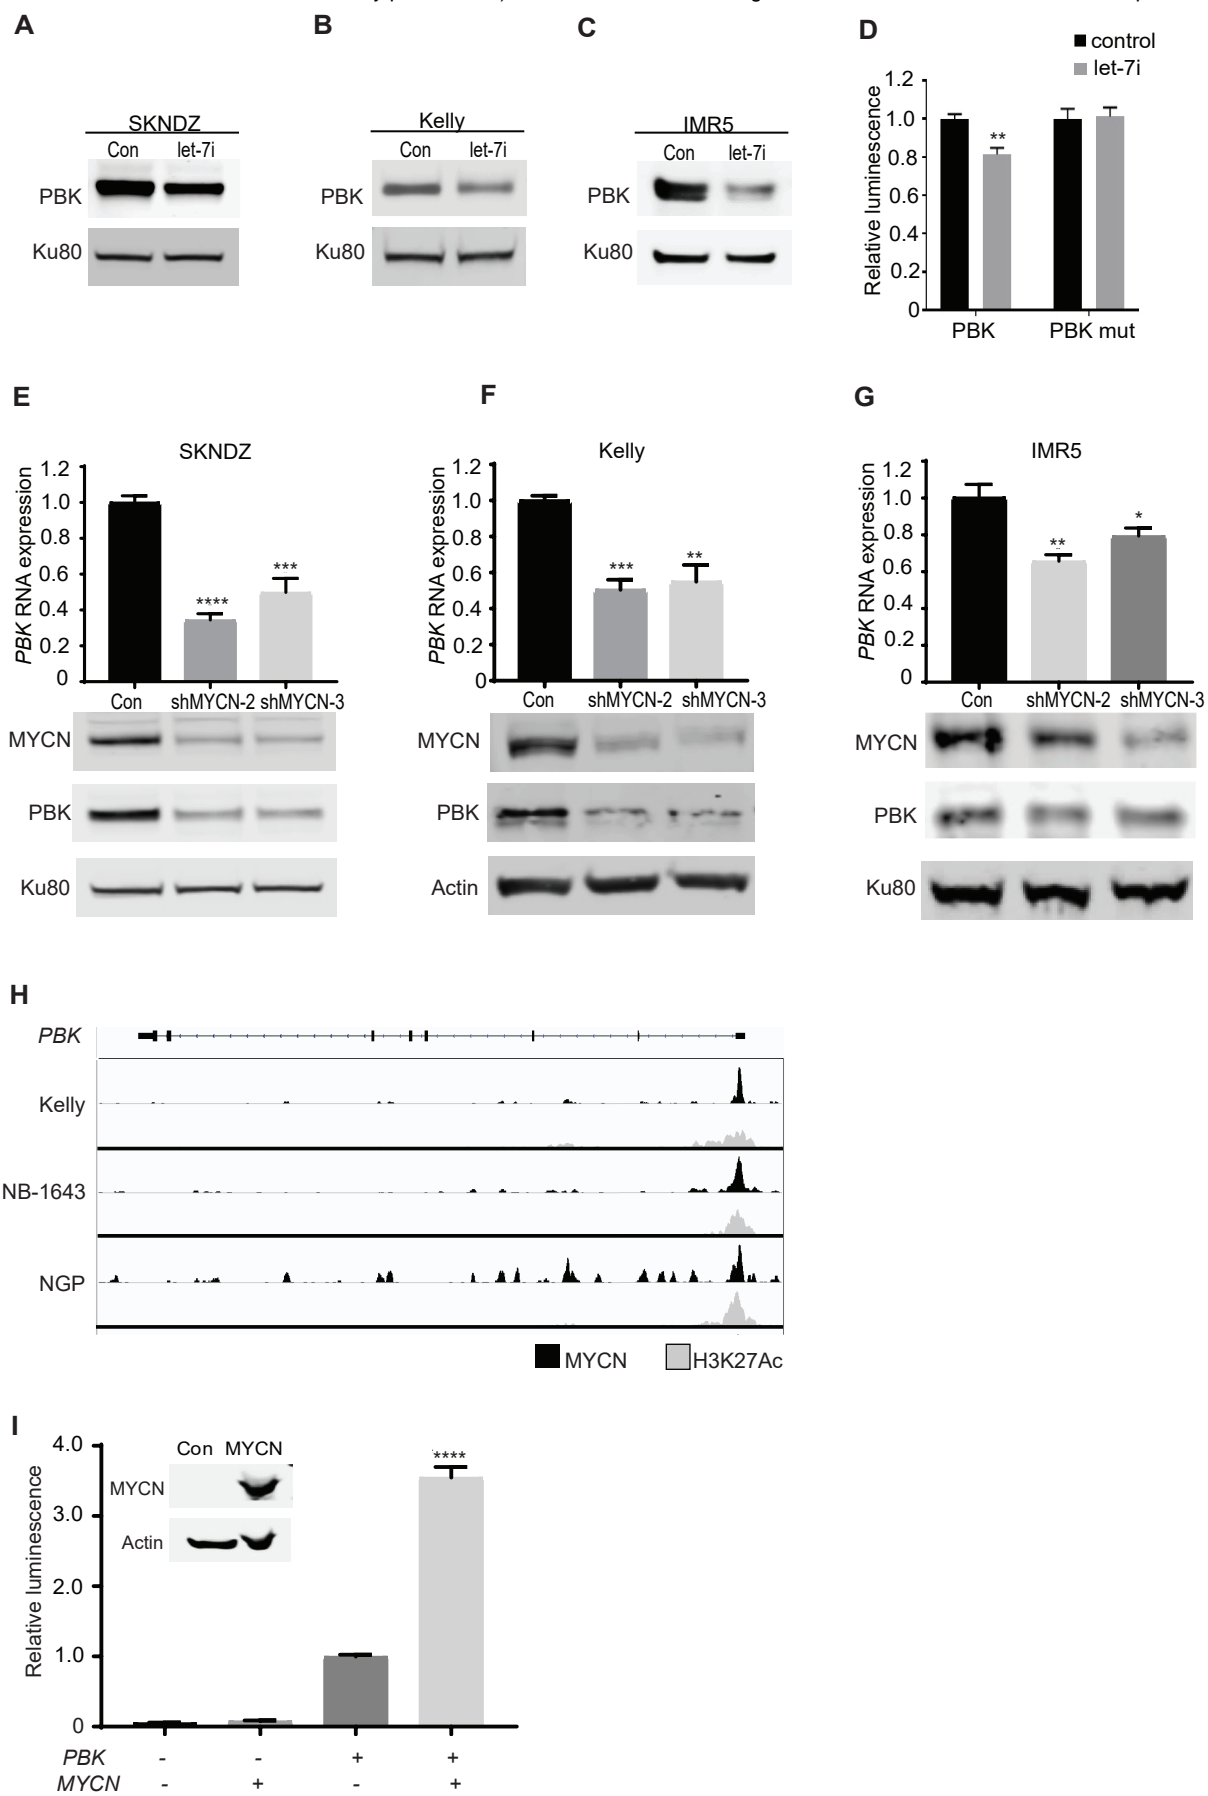 A
B
C
D
control
let-7i
SKNDZ
Con let-7i
PBK
Ku80
Kelly
Con let-7i
PBK
Ku80
IMR5
Con let-7i
PBK
Ku80
Relative luminescence
1.2
1.0
0.8
0.6
0.4
0.2
0
**
PBK PBK mut
E
SKNDZ
PBK RNA expression
1.2
1.0
0.8
0.6
0.4
0.2
0
****
***
Con shMYCN-2 shMYCN-3
MYCN
PBK
Ku80
F
Kelly
PBK RNA expression
1.2
1.0
0.8
0.6
0.4
0.2
0
***
**
Con shMYCN-2 shMYCN-3
MYCN
PBK
Actin
G
IMR5
PBK RNA expression
1.2
1.0
0.8
0.6
0.4
0.2
0
**
*
Con shMYCN-2 shMYCN-3
MYCN
PBK
Ku80
H
PBK
Kelly
NB-1643
NGP
MYCN H3K27Ac
I
Relative luminescence
4.0
3.0
2.0
1.0
0
Con MYCN
MYCN
Actin
****
PBK - - + +
MYCN - + - +